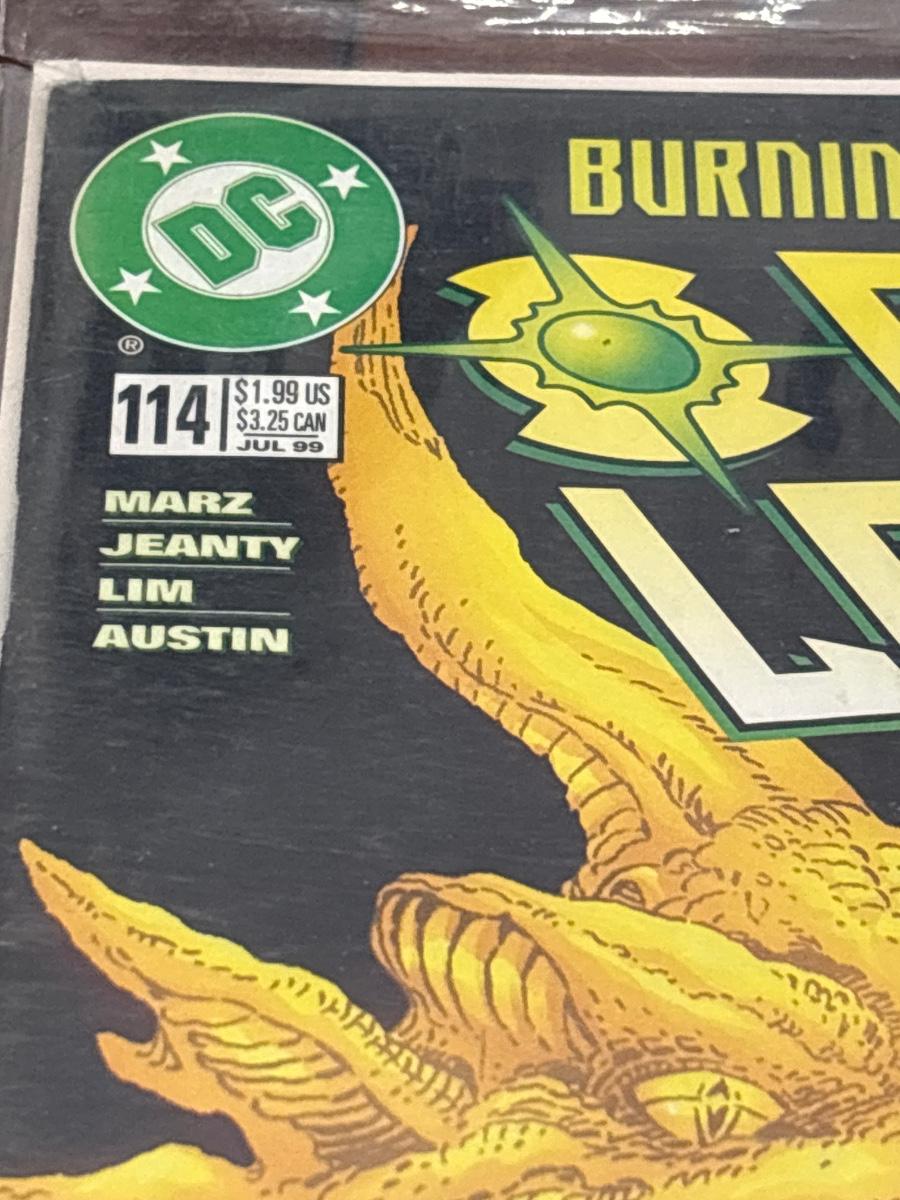 DC
®
114
$1.99 US
$3.25 CAN
JUL 99
MARZ
JEANTY
LIM
AUSTIN
BURNIN
L